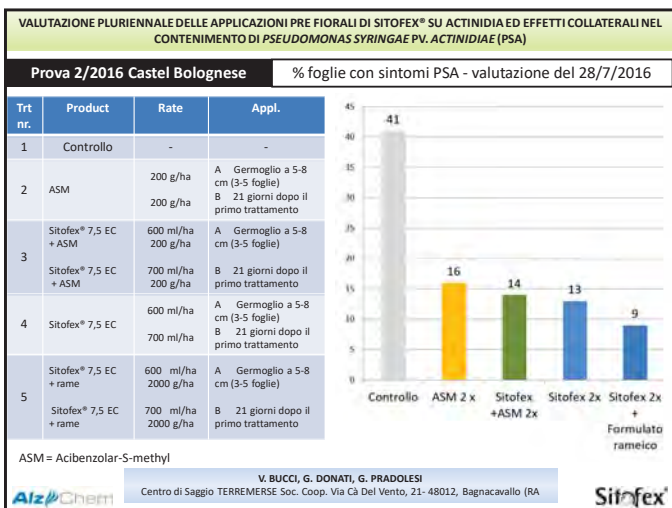 VALUTAZIONE PLURIENNALE DELLE APPLICAZIONI PRE FIORALI DI SITOFEX® SU ACTINIDIA ED EFFETTI COLLATERALI NEL
CONTENIMENTO DI PSEUDOMONAS SYRINGAE PV. ACTINIDIAE (PSA)
Prova 2/2016 Castel Bolognese
% foglie con sintomi PSA - valutazione del 28/7/2016
Trt nr. Product Rate Appl.
1 Controllo - -
2 ASM
200 g/ha A Germoglio a 5-8
cm (3-5 foglie)
200 g/ha B 21 giorni dopo il
primo trattamento
3
Sitofex® 7,5 EC 600 ml/ha A Germoglio a 5-8
+ ASM 200 g/ha cm (3-5 foglie)
Sitofex® 7,5 EC 700 ml/ha B 21 giorni dopo il
+ ASM 200 g/ha primo trattamento
4 Sitofex® 7,5 EC
600 ml/ha A Germoglio a 5-8
cm (3-5 foglie)
700 ml/ha B 21 giorni dopo il
primo trattamento
5
Sitofex® 7,5 EC 600 ml/ha A Germoglio a 5-8
+ rame 2000 g/ha cm (3-5 foglie)
Sitofex® 7,5 EC 700 ml/ha B 21 giorni dopo il
+ rame 2000 g/ha primo trattamento
45
40
35
30
25
20
15
10
5
0
41
16
14
13
9
Controllo ASM 2 x Sitofex Sitofex 2x Sitofex 2x
+ASM 2x +
Formulato
rameico
ASM = Acibenzolar-S-methyl
V. BUCCI, G. DONATI, G. PRADOLESI
Centro di Saggio TERREMERSE Soc. Coop. Via Cà Del Vento, 21- 48012, Bagnacavallo (RA
AlzChem
Sitofex®